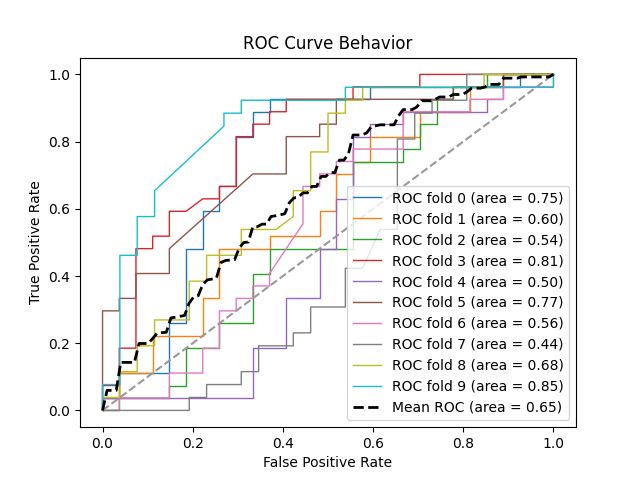 ROC Curve Behavior
True Positive Rate
1.0
0.8
0.6
0.4
0.2
0.0
ROC fold 0 (area = 0.75)
ROC fold 1 (area = 0.60)
ROC fold 2 (area = 0.54)
ROC fold 3 (area = 0.81)
ROC fold 4 (area = 0.50)
ROC fold 5 (area = 0.77)
ROC fold 6 (area = 0.56)
ROC fold 7 (area = 0.44)
ROC fold 8 (area = 0.68)
ROC fold 9 (area = 0.85)
Mean ROC (area = 0.65)
0.0 0.2 0.4 0.6 0.8 1.0
False Positive Rate